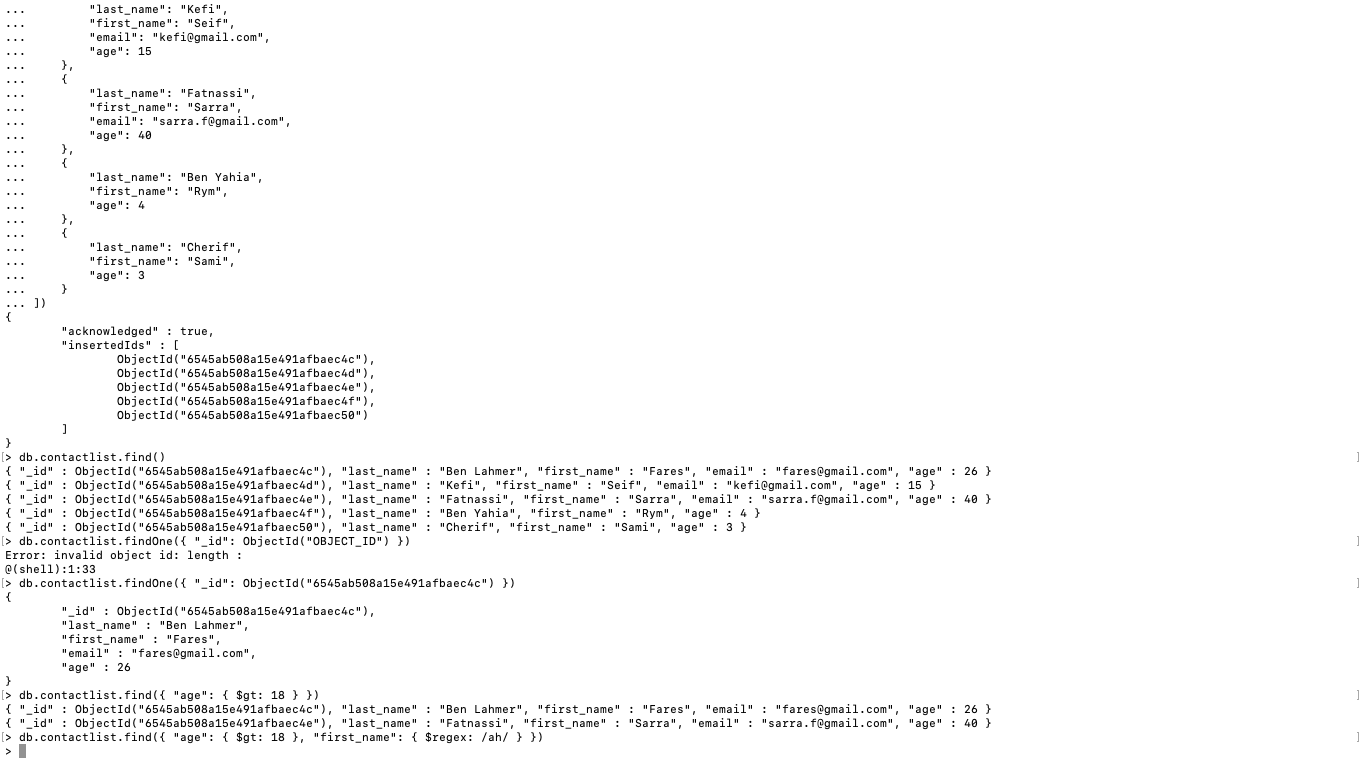 ...         "last_name": "Kefi",
...         "first_name": "Seif",
...         "email": "kefi@gmail.com",
...         "age": 15
...     },
...     {
...         "last_name": "Fatnassi",
...         "first_name": "Sarra",
...         "email": "sarra.f@gmail.com",
...         "age": 40
...     },
...     {
...         "last_name": "Ben Yahia",
...         "first_name": "Rym",
...         "age": 4
...     },
...     {
...         "last_name": "Cherif",
...         "first_name": "Sami",
...         "age": 3
...     }
... ])
{
        "acknowledged" : true,
        "insertedIds" : [
                ObjectId("6545ab508a15e491afbaec4c"),
                ObjectId("6545ab508a15e491afbaec4d"),
                ObjectId("6545ab508a15e491afbaec4e"),
                ObjectId("6545ab508a15e491afbaec4f"),
                ObjectId("6545ab508a15e491afbaec50")
        ]
}
[> db.contactlist.find() ]
{ "_id" : ObjectId("6545ab508a15e491afbaec4c"), "last_name" : "Ben Lahmer", "first_name" : "Fares", "email" : "fares@gmail.com", "age" : 26 }
{ "_id" : ObjectId("6545ab508a15e491afbaec4d"), "last_name" : "Kefi", "first_name" : "Seif", "email" : "kefi@gmail.com", "age" : 15 }
{ "_id" : ObjectId("6545ab508a15e491afbaec4e"), "last_name" : "Fatnassi", "first_name" : "Sarra", "email" : "sarra.f@gmail.com", "age" : 40 }
{ "_id" : ObjectId("6545ab508a15e491afbaec4f"), "last_name" : "Ben Yahia", "first_name" : "Rym", "age" : 4 }
{ "_id" : ObjectId("6545ab508a15e491afbaec50"), "last_name" : "Cherif", "first_name" : "Sami", "age" : 3 }
[> db.contactlist.findOne({ "_id": ObjectId("OBJECT_ID") }) ]
Error: invalid object id: length :
@(shell):1:33
[> db.contactlist.findOne({ "_id": ObjectId("6545ab508a15e491afbaec4c") }) ]
{
        "_id" : ObjectId("6545ab508a15e491afbaec4c"),
        "last_name" : "Ben Lahmer",
        "first_name" : "Fares",
        "email" : "fares@gmail.com",
        "age" : 26
}
[> db.contactlist.find({ "age": { $gt: 18 } }) ]
{ "_id" : ObjectId("6545ab508a15e491afbaec4c"), "last_name" : "Ben Lahmer", "first_name" : "Fares", "email" : "fares@gmail.com", "age" : 26 }
{ "_id" : ObjectId("6545ab508a15e491afbaec4e"), "last_name" : "Fatnassi", "first_name" : "Sarra", "email" : "sarra.f@gmail.com", "age" : 40 }
[> db.contactlist.find({ "age": { $gt: 18 }, "first_name": { $regex: /ah/ } }) ]
>